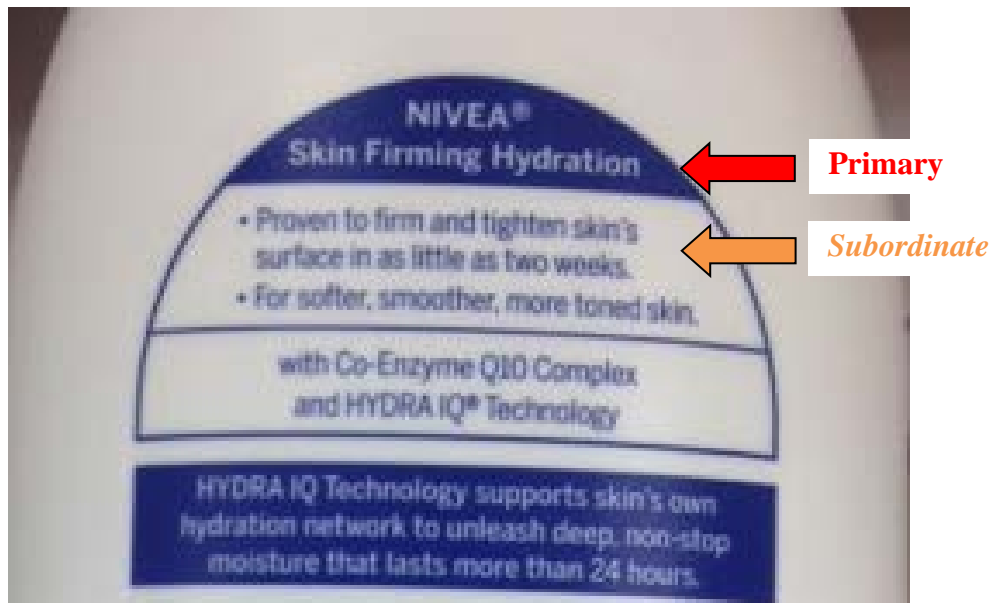 NIVEA®
Skin Firming Hydration
Primary
• Proven to firm and tighten skin's
surface in as little as two weeks.
Subordinate
• For softer, smoother, more toned skin.
with Co-Enzyme Q10 Complex
and HYDRA IQ® Technology
HYDRA IQ Technology supports skin's own
hydration network to unleash deep, non-stop
moisture that lasts more than 24 hours.